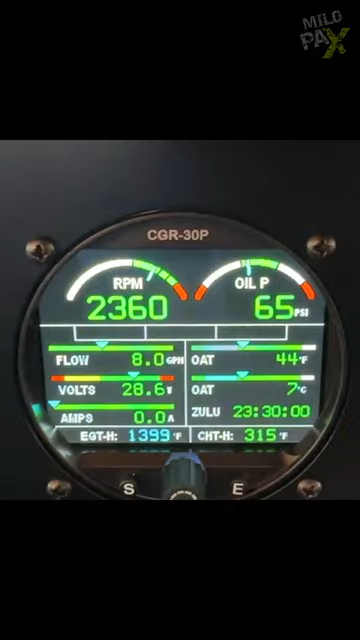 MILO
PAX
CGR-30P
RPM
2360
OIL P
65 PSI
FLOW 8.0 GPH
OAT 44°F
VOLTS 28.6 V
OAT 7°C
AMPS 0.0 A
ZULU 23:30:00
EGT-H: 1399 °F
CHT-H: 315 °F
S
E